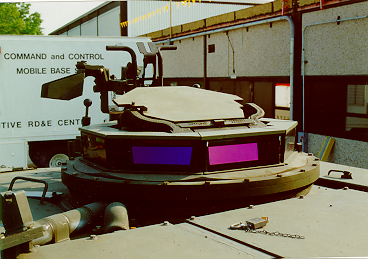 COMMAND AND CONTROL
MOBILE BASE
TIVE RD&E CENT